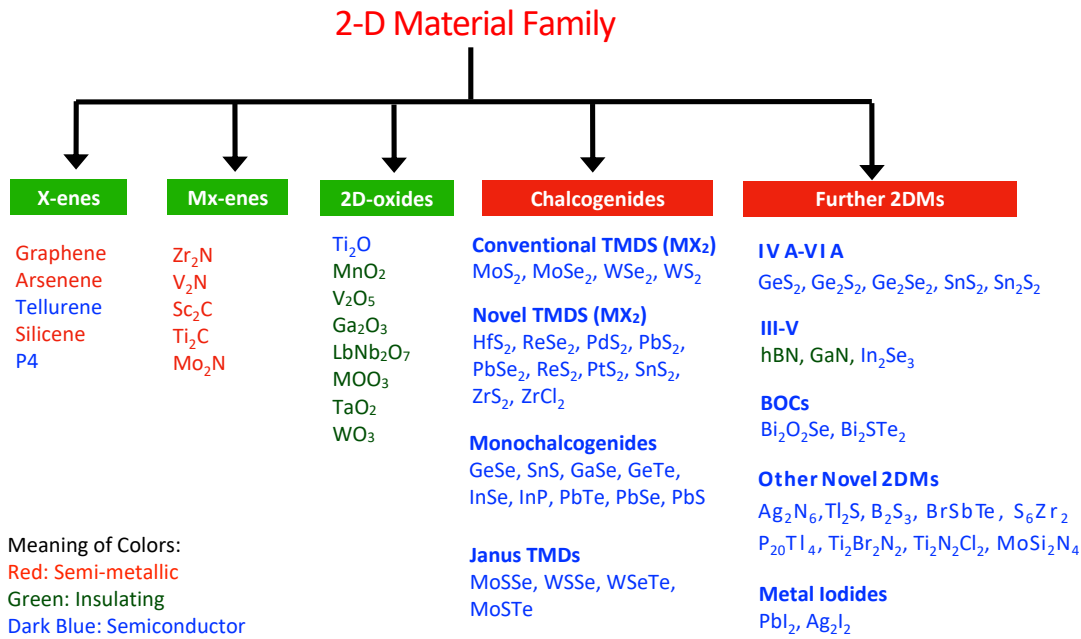 2-D Material Family
X-enes
Graphene
Arsenene
Tellurene
Silicene
P4
Mx-enes
Zr₂N
V₂N
Sc₂C
Ti₂C
Mo₂N
2D-oxides
Ti₂O
MnO₂
V₂O₅
Ga₂O₃
LbNb₂O₇
MOO₃
TaO₂
WO₃
Chalcogenides
Conventional TMDS (MX₂)
MoS₂, MoSe₂, WSe₂, WS₂
Novel TMDS (MX₂)
HfS₂, ReSe₂, PdS₂, PbS₂,
PbSe₂, ReS₂, PtS₂, SnS₂,
ZrS₂, ZrCl₂
Monochalcogenides
GeSe, SnS, GaSe, GeTe,
InSe, InP, PbTe, PbSe, PbS
Janus TMDs
MoSSe, WSSe, WSeTe,
MoSTe
Further 2DMs
IV A-VI A
GeS₂, Ge₂S₂, Ge₂Se₂, SnS₂, Sn₂S₂
III-V
hBN, GaN, In₂Se₃
BOCs
Bi₂O₂Se, Bi₂STe₂
Other Novel 2DMs
Ag₂N₆, Tl₂S, B₂S₃, BrSbTe, S₆Zr₂
P₂₀Tl₄, Ti₂Br₂N₂, Ti₂N₂Cl₂, MoSi₂N₄
Metal Iodides
PbI₂, Ag₂I₂
Meaning of Colors:
Red: Semi-metallic
Green: Insulating
Dark Blue: Semiconductor